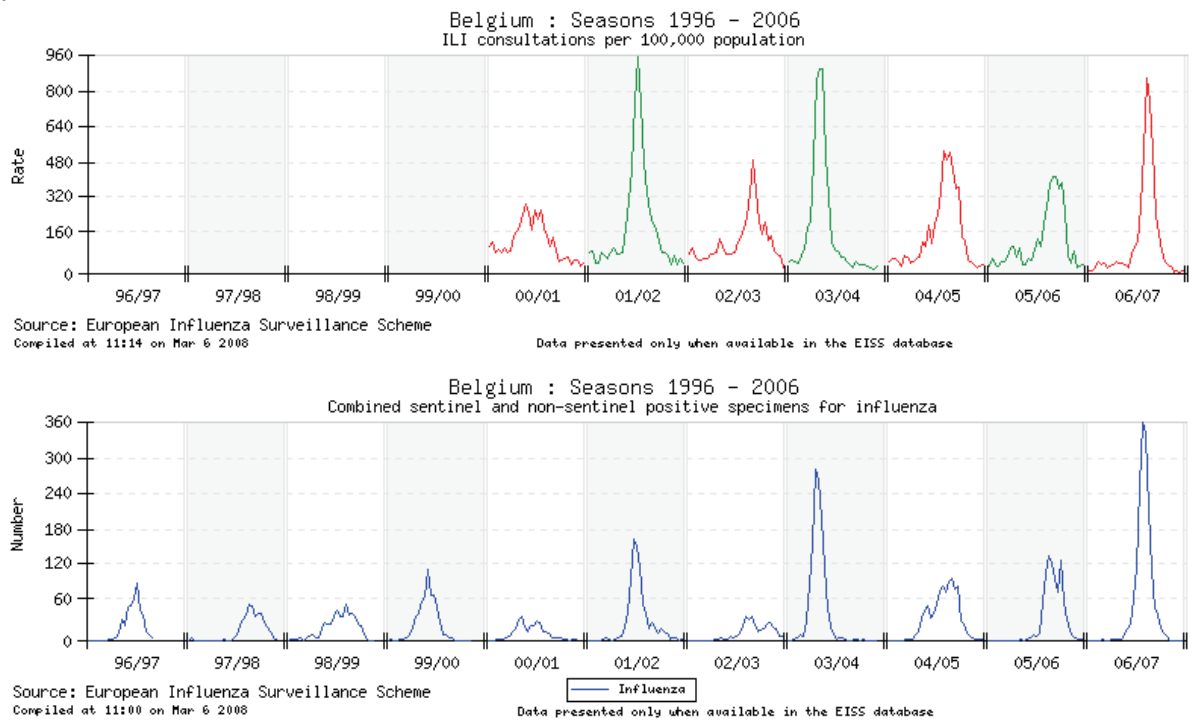 Belgium : Seasons 1996 - 2006
ILI consultations per 100,000 population
960
800
640
480
320
160
0
Rate
96/97 97/98 98/99 99/00 00/01 01/02 02/03 03/04 04/05 05/06 06/07
Source: European Influenza Surveillance Scheme
Compiled at 11:14 on Mar 6 2008 Data presented only when available in the EISS database
Belgium : Seasons 1996 - 2006
Combined sentinel and non-sentinel positive specimens for influenza
360
300
240
180
120
60
0
Number
96/97 97/98 98/99 99/00 00/01 01/02 02/03 03/04 04/05 05/06 06/07
Source: European Influenza Surveillance Scheme Influenza
Compiled at 11:00 on Mar 6 2008 Data presented only when available in the EISS database